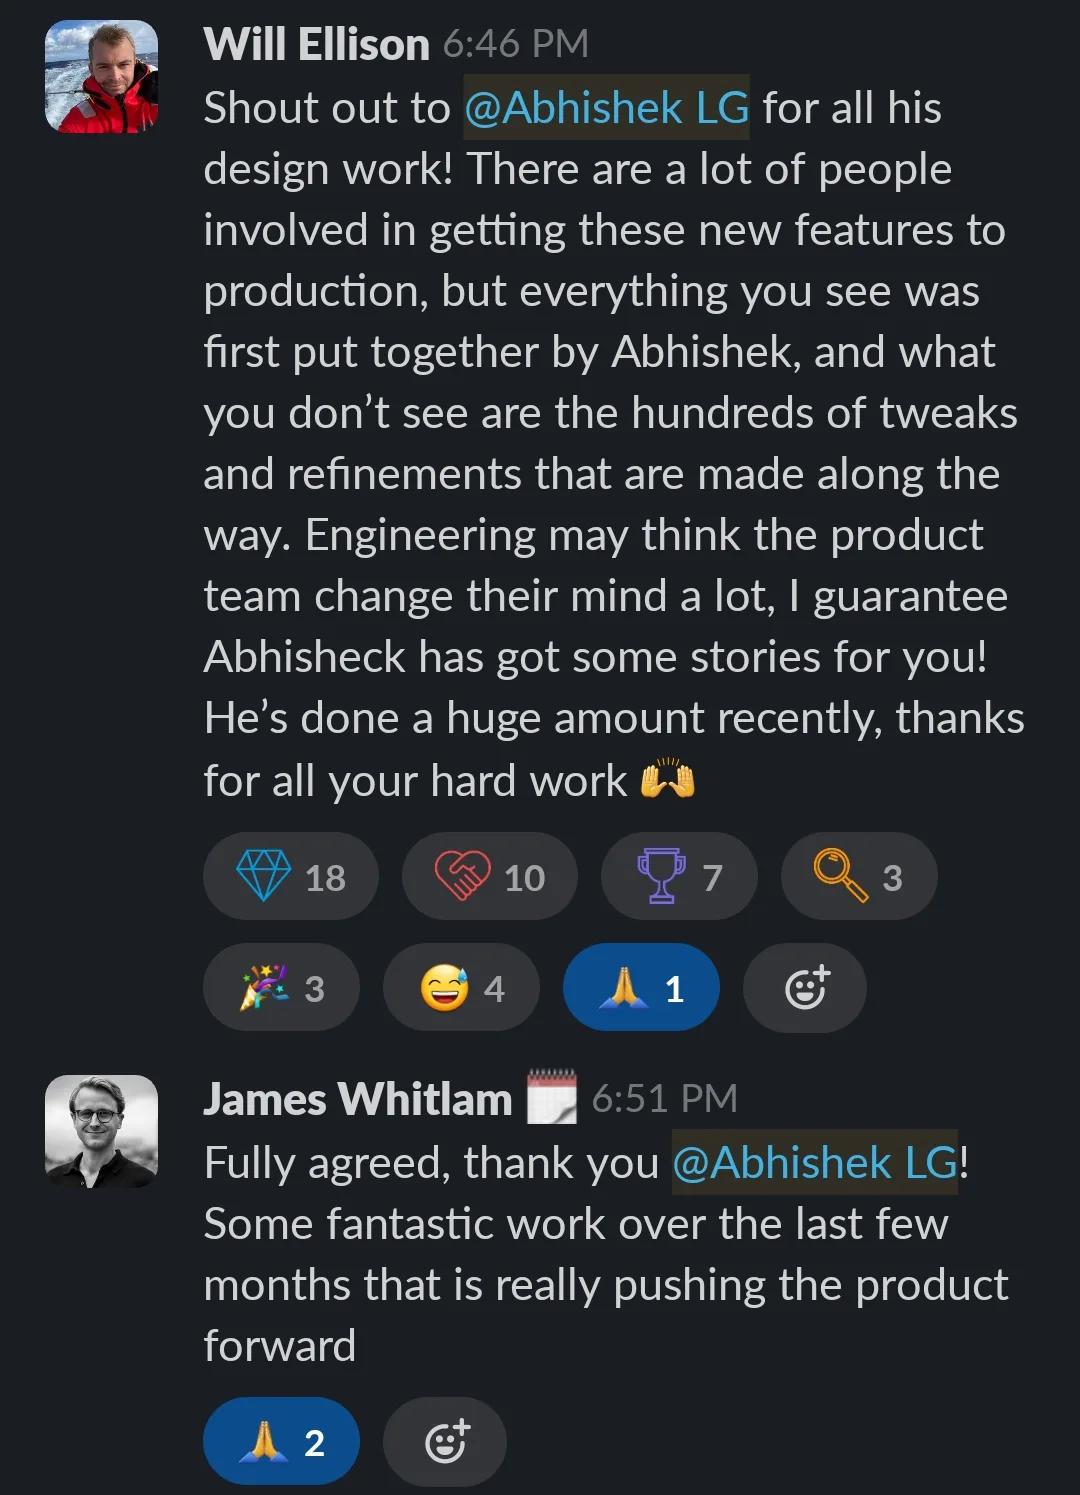 Will Ellison 6:46 PM
Shout out to @Abhishek LG for all his
design work! There are a lot of people
involved in getting these new features to
production, but everything you see was
first put together by Abhishek, and what
you don’t see are the hundreds of tweaks
and refinements that are made along the
way. Engineering may think the product
team change their mind a lot, I guarantee
Abhisheck has got some stories for you!
He’s done a huge amount recently, thanks
for all your hard work 🙌
18 10 7 3
3 4 1
James Whitlam 6:51 PM
Fully agreed, thank you @Abhishek LG!
Some fantastic work over the last few
months that is really pushing the product
forward
2